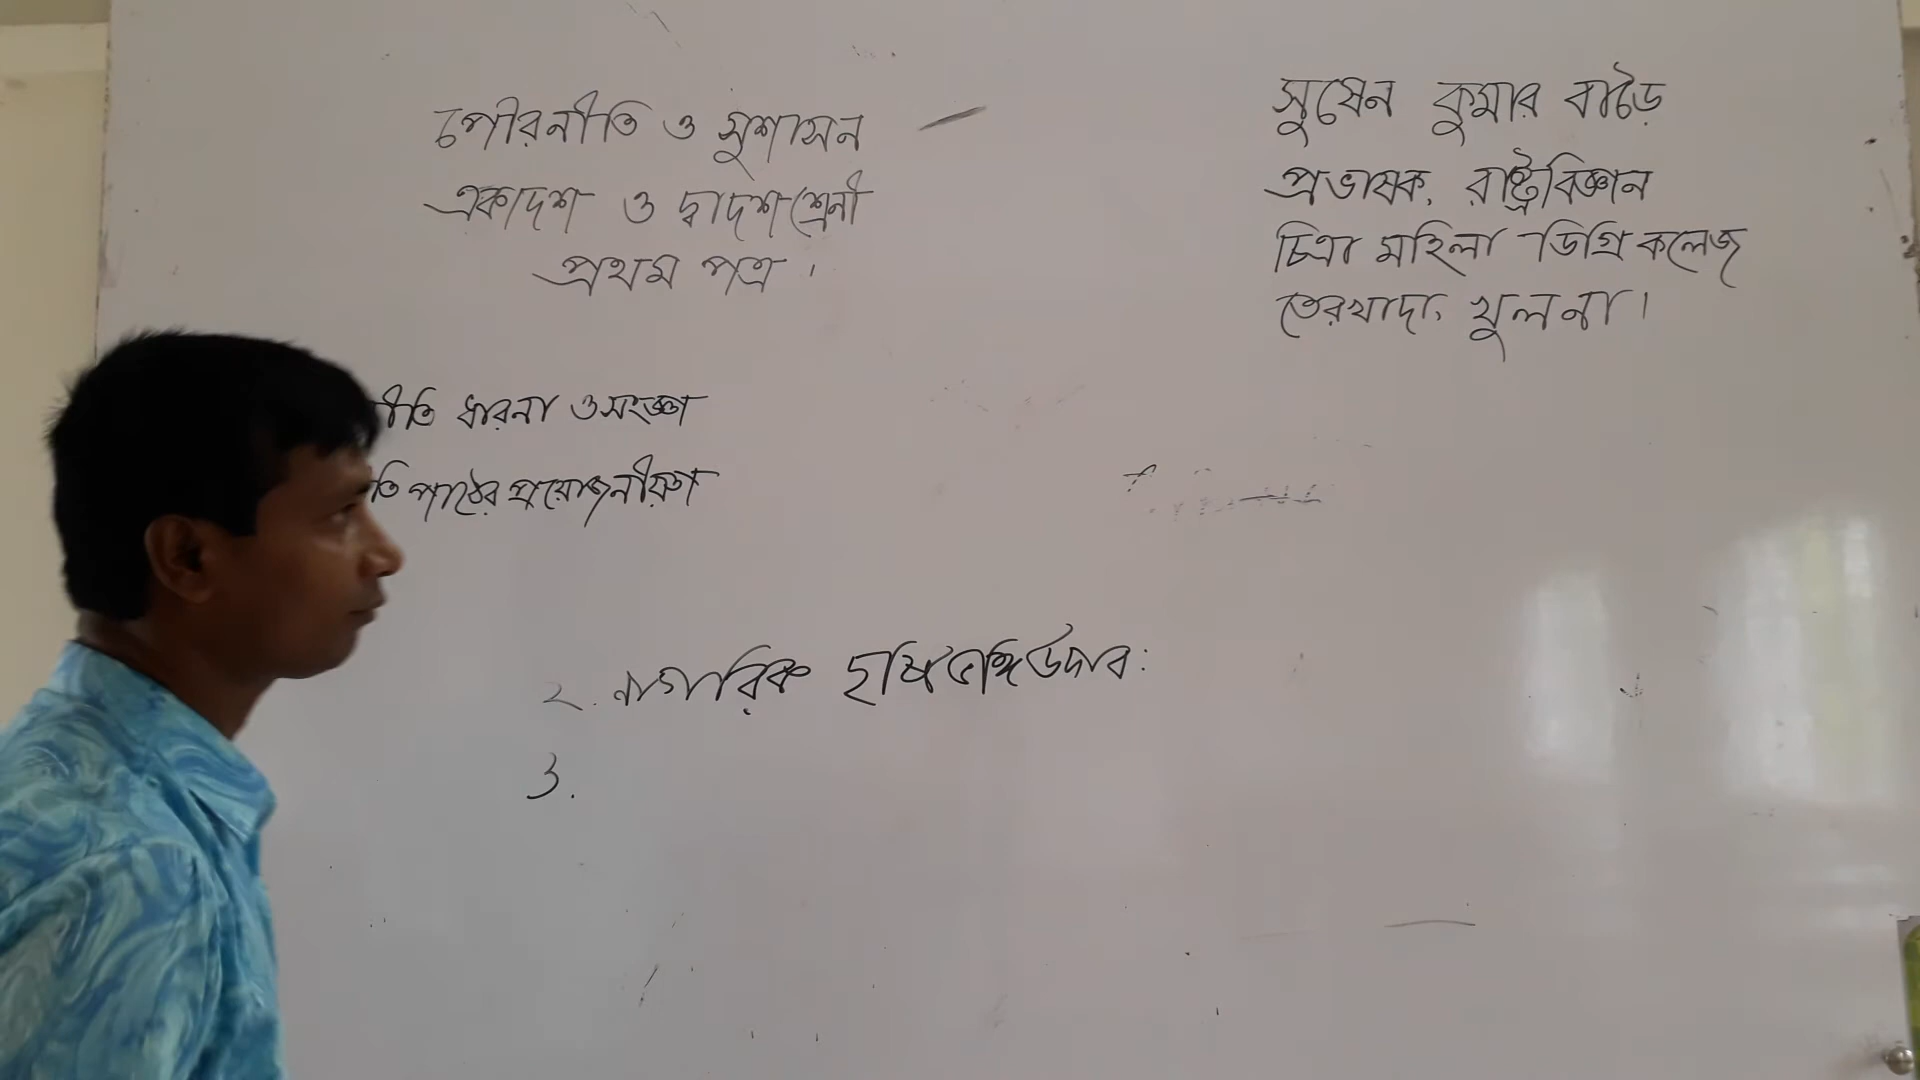 পৌরনীতি ও সুশাসন
একাদশ ও দ্বাদশ শ্রেনী
প্রথম পত্র।
সুষেন কুমার বাড়ৈ
প্রভাষক, রাষ্ট্রবিজ্ঞান
চিত্রা মহিলা ডিগ্রি কলেজ
তেরখাদা, খুলনা।
নীতি ধারনা ও সংজ্ঞা
তি পাঠের প্রয়োজনীয়তা
২. নাগরিক
৩.